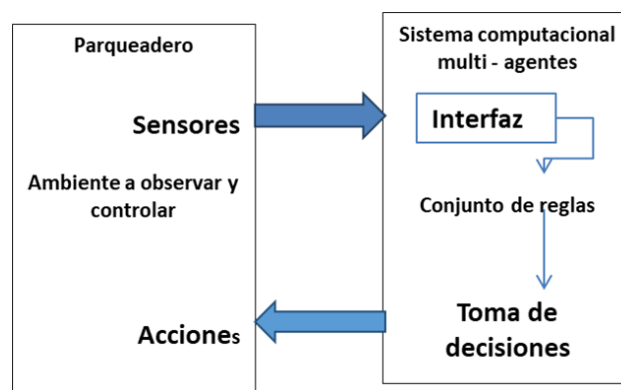 Parqueadero
Sensores
Ambiente a observar y
controlar
Acciones
Sistema computacional
multi - agentes
Interfaz
Conjunto de reglas
Toma de
decisiones